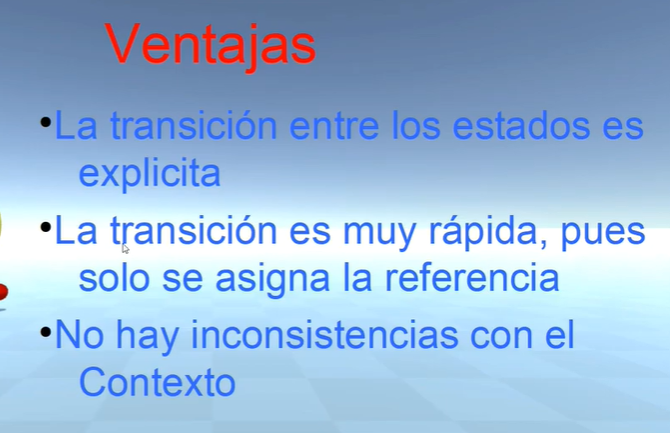 Ventajas
•La transición entre los estados es
explicita
•La transición es muy rápida, pues
solo se asigna la referencia
•No hay inconsistencias con el
Contexto